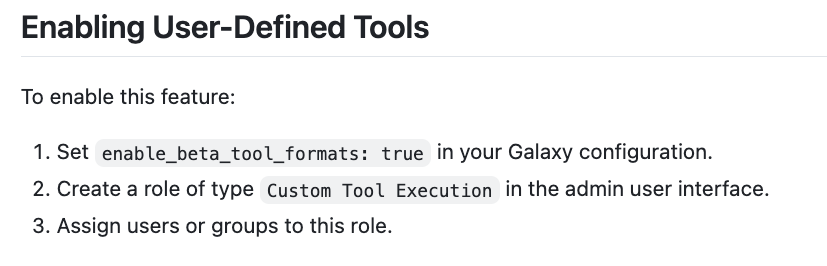 Enabling User-Defined Tools
To enable this feature:
1. Set enable_beta_tool_formats: true in your Galaxy configuration.
2. Create a role of type Custom Tool Execution in the admin user interface.
3. Assign users or groups to this role.